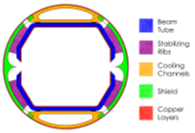 Beam
Tube
Stabilizing
Ribs
Cooling
Channels
Shield
Copper
Layers